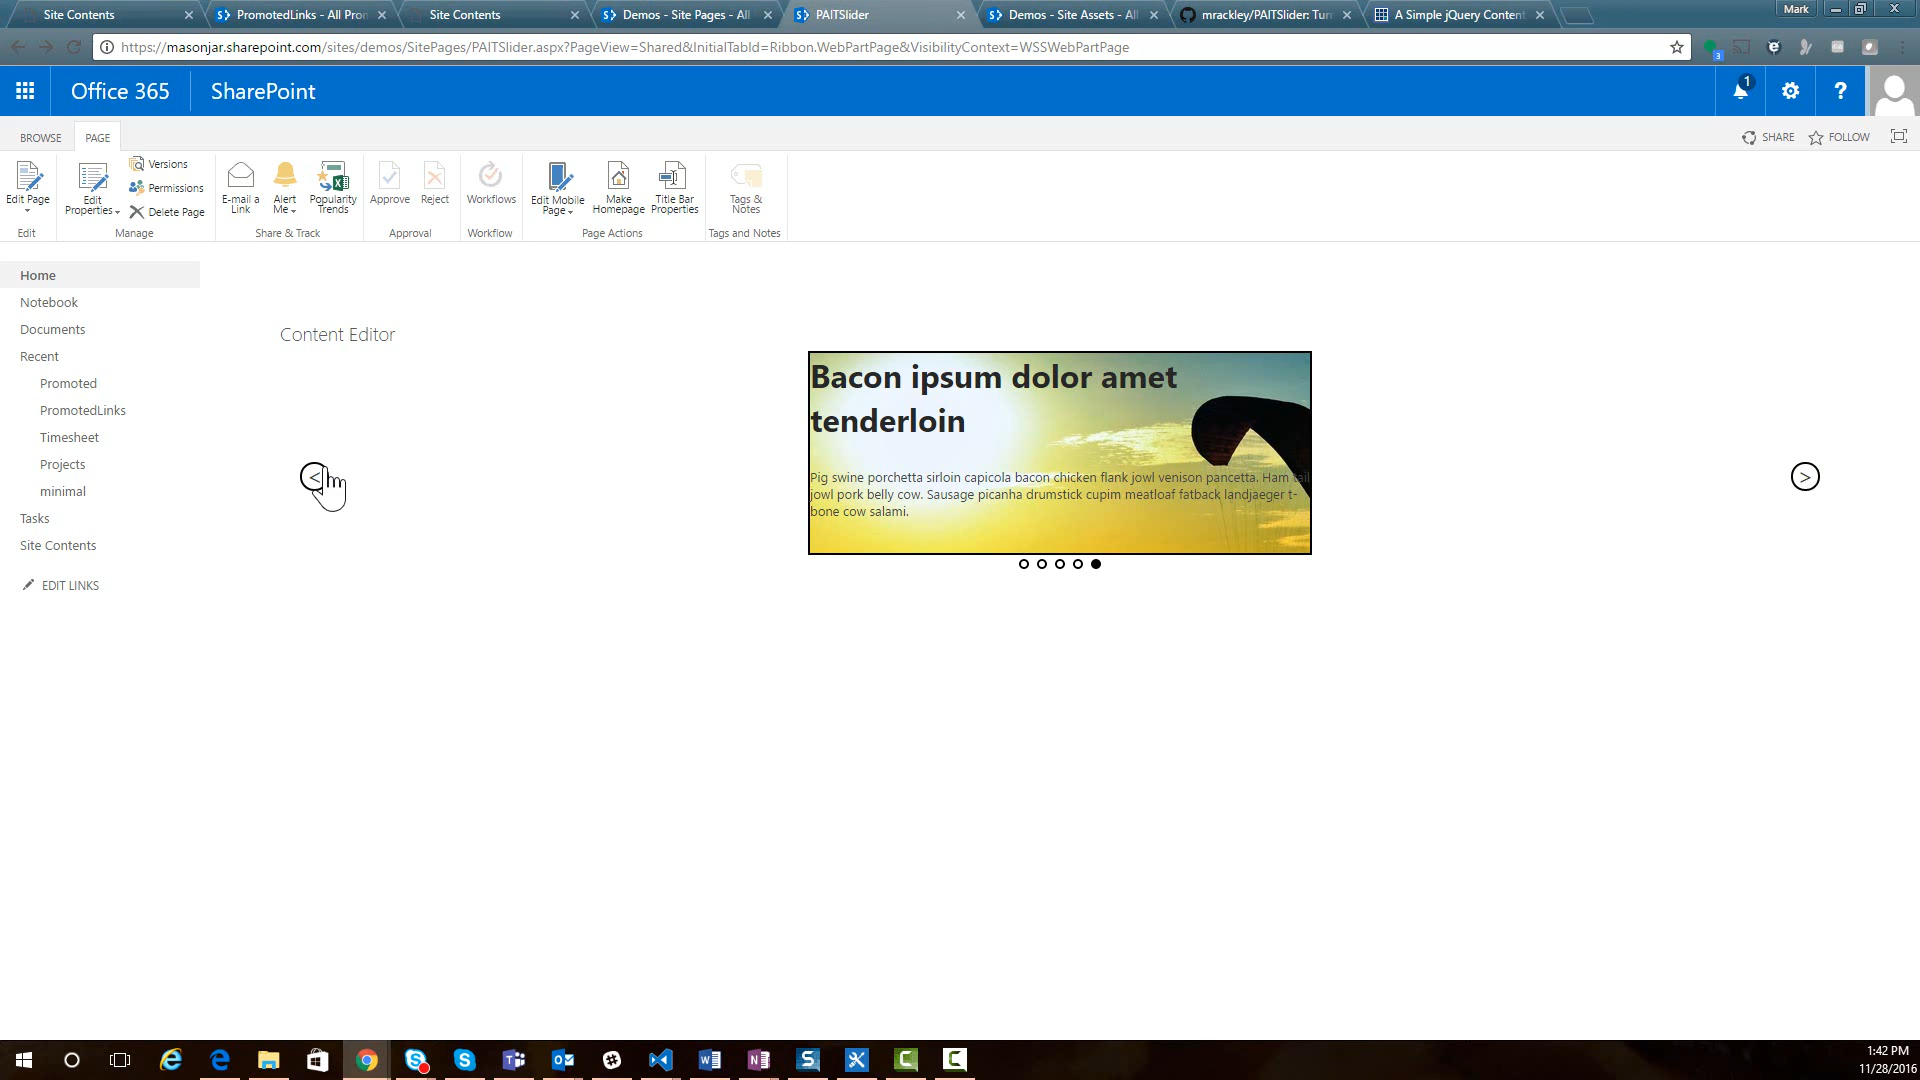 Site Contents
PromotedLinks - All Pron
Site Contents
Demos - Site Pages - All
PAITSlider
Demos - Site Assets - All
mrackley/PAITSlider: Turn
A Simple jQuery Content
Mark
https://masonjar.sharepoint.com/sites/demos/SitePages/PAITSlider.aspx?PageView=Shared&InitialTabId=Ribbon.WebPartPage&VisibilityContext=WSSWebPartPage
3
Office 365
SharePoint
1
?
BROWSE
PAGE
SHARE
FOLLOW
Edit Page
Edit Properties
Versions
Permissions
Delete Page
E-mail a Link
Alert Me
Popularity Trends
Approve
Reject
Workflows
Edit Mobile Page
Make Homepage
Title Bar Properties
Tags & Notes
Edit
Manage
Share & Track
Approval
Workflow
Page Actions
Tags and Notes
Home
Notebook
Documents
Recent
Promoted
PromotedLinks
Timesheet
Projects
minimal
Tasks
Site Contents
EDIT LINKS
Content Editor
Bacon ipsum dolor amet
tenderloin
Pig swine porchetta sirloin capicola bacon chicken flank jowl venison pancetta. Ham tail
jowl pork belly cow. Sausage picanha drumstick cupim meatloaf fatback landjaeger t-
bone cow salami.
<
>
1:42 PM
11/28/2016